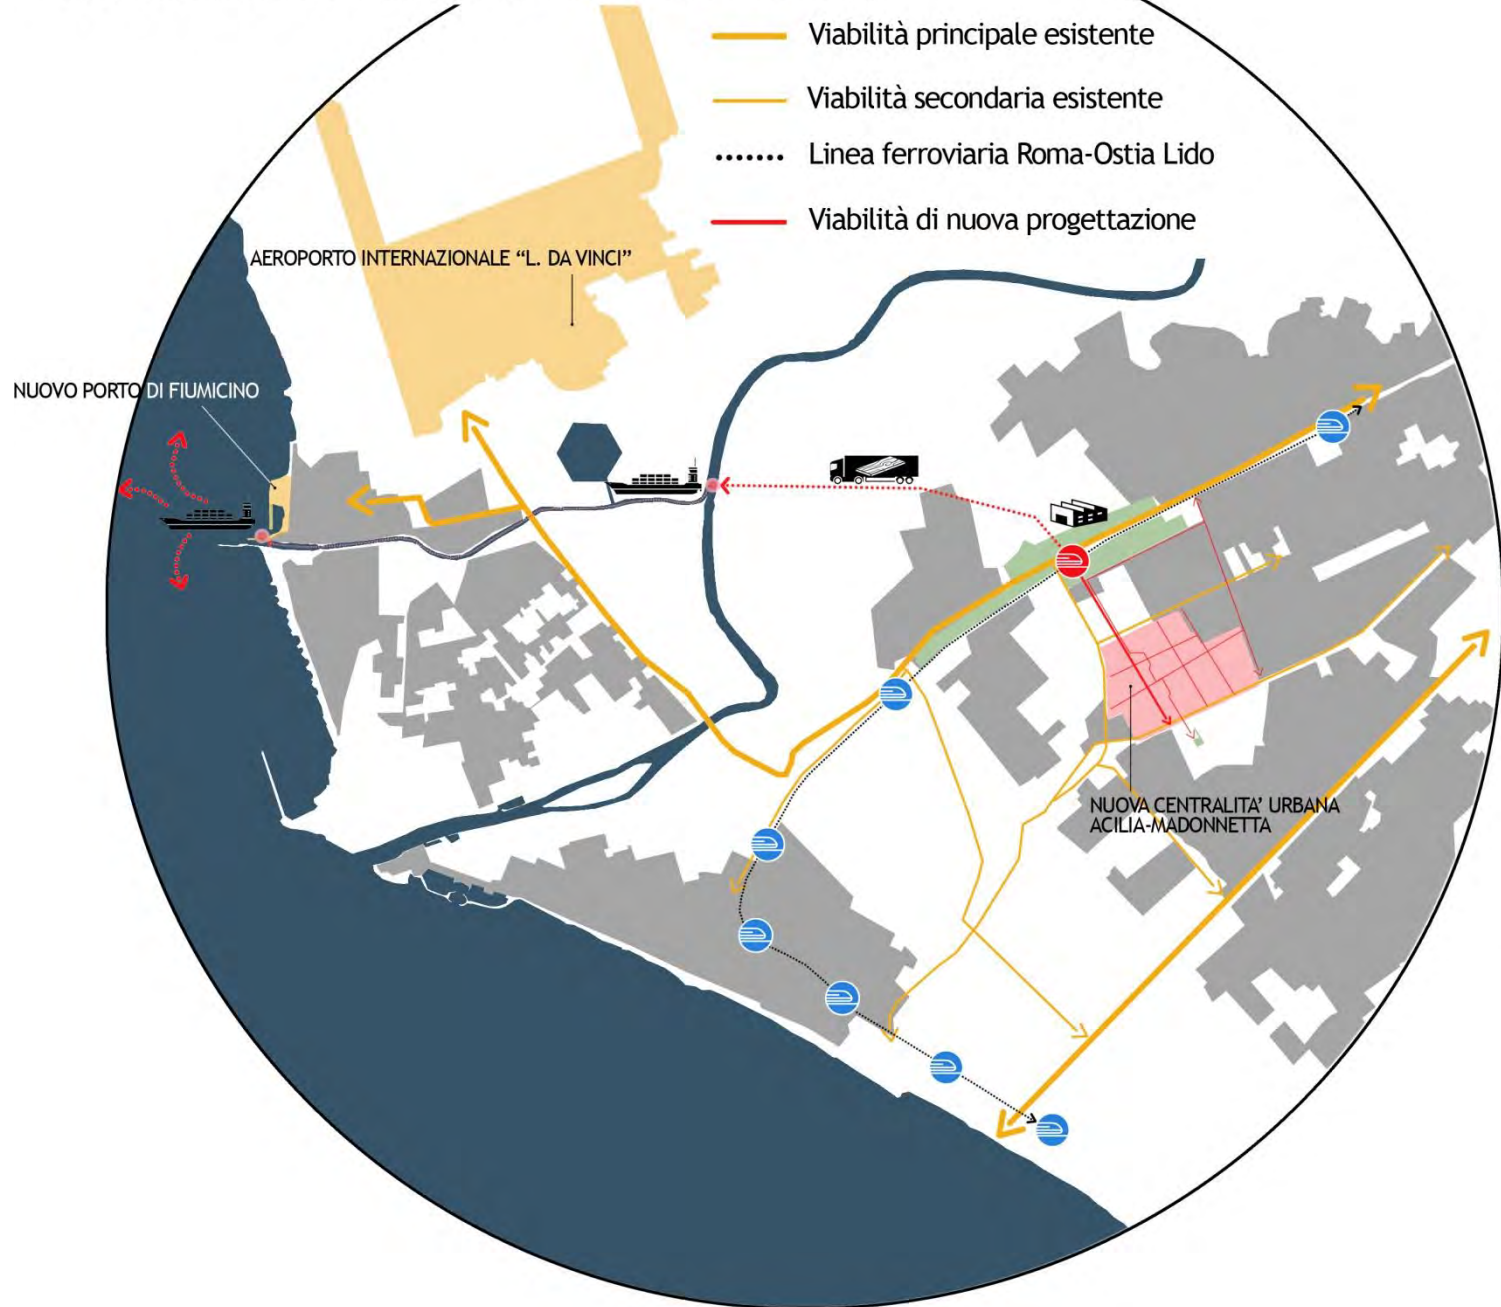 Viabilità principale esistente
Viabilità secondaria esistente
Linea ferroviaria Roma-Ostia Lido
Viabilità di nuova progettazione
AEROPORTO INTERNAZIONALE “L. DA VINCI”
NUOVO PORTO DI FIUMICINO
NUOVA CENTRALITA’ URBANA
ACILIA-MADONNETTA